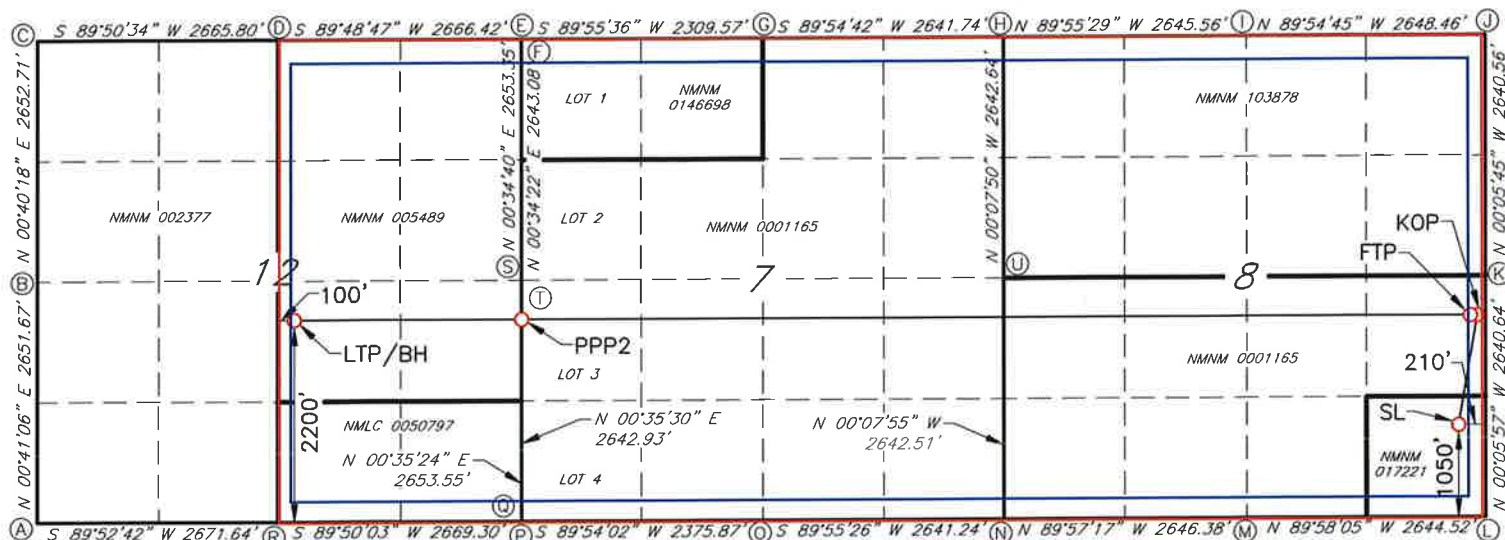 C S 89°50'34" W 2665.80' D S 89°48'47" W 2666.42' E S 89°55'36" W 2309.57' G S 89°54'42" W 2641.74' H N 89°55'29" W 2645.56' I N 89°54'45" W 2648.46' J
N 00°40'18" E 2652.71'
N 00°34'40" E 2653.35'
F
N 00°34'22" E 2643.08'
LOT 1
NMNM
0146698
N 00°07'50" W 2642.64'
NMNM 103878
N 00°05'45" W 2640.56'
NMNM 002377
NMNM 005489
LOT 2
NMNM 0001165
KOP
FTP
B
12
S
7
U
8
K
T
100'
LTP/BH
PPP2
LOT 3
NMNM 0001165
210'
N 00°41'06" E 2651.67'
2200'
NMLC 0050797
N 00°35'24" E
2653.55'
N 00°35'30" E
2642.93'
N 00°07'55" W
2642.51'
SL
NMNM
017221
1050'
N 00°05'57" W 2640.64'
LOT 4
Q
A S 89°52'42" W 2671.64' R S 89°50'03" W 2669.30' P S 89°54'02" W 2375.87' O S 89°55'26" W 2641.24' N N 89°57'17" W 2646.38' M N 89°58'05" W 2644.52' L